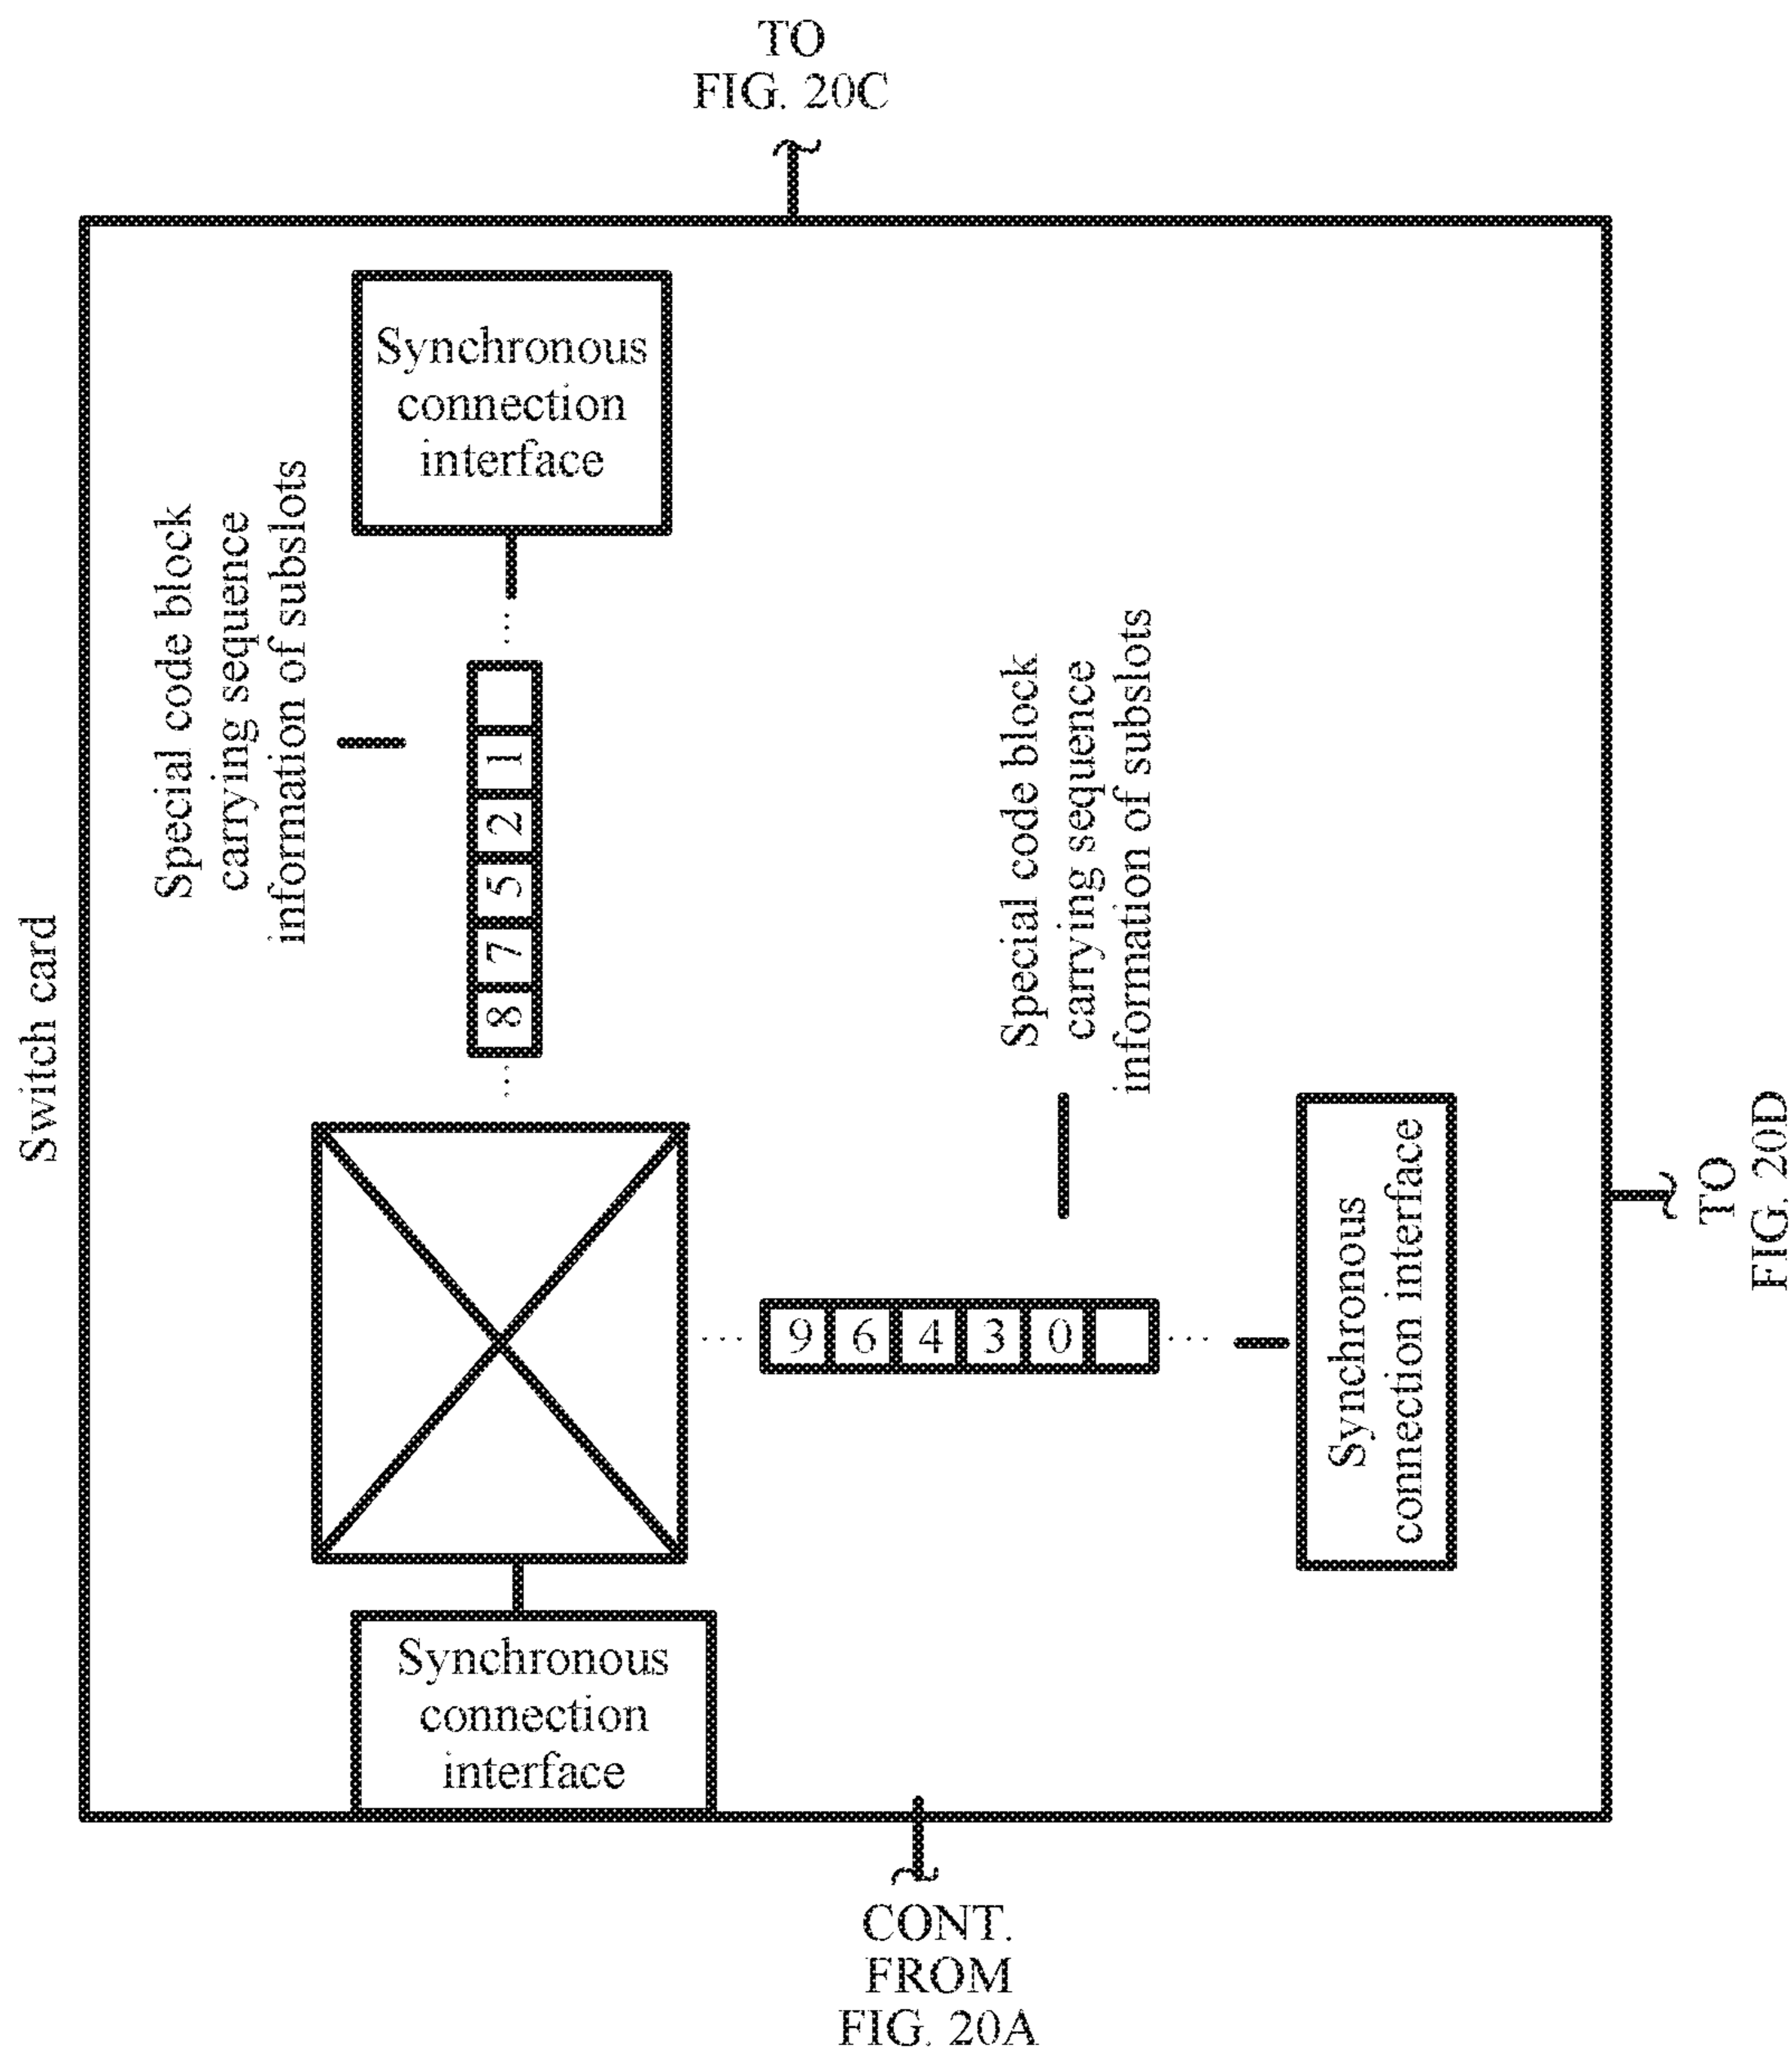 TO
FIG. 20C
Switch card
Special code block
carrying sequence
information of subslots
Synchronous
connection
interface
...
1
2
5
7
8
...
Special code block
carrying sequence
information of subslots
...
9
6
4
3
0
...
Synchronous
connection interface
Synchronous
connection
interface
TO
FIG. 20D
CONT.
FROM
FIG. 20A